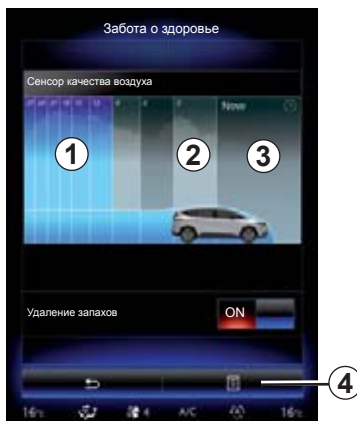 Забота о здоровье
Сенсор качества воздуха
Now
1 2 3
Удаление запахов ON
4
16°c 4 A/C 16°c